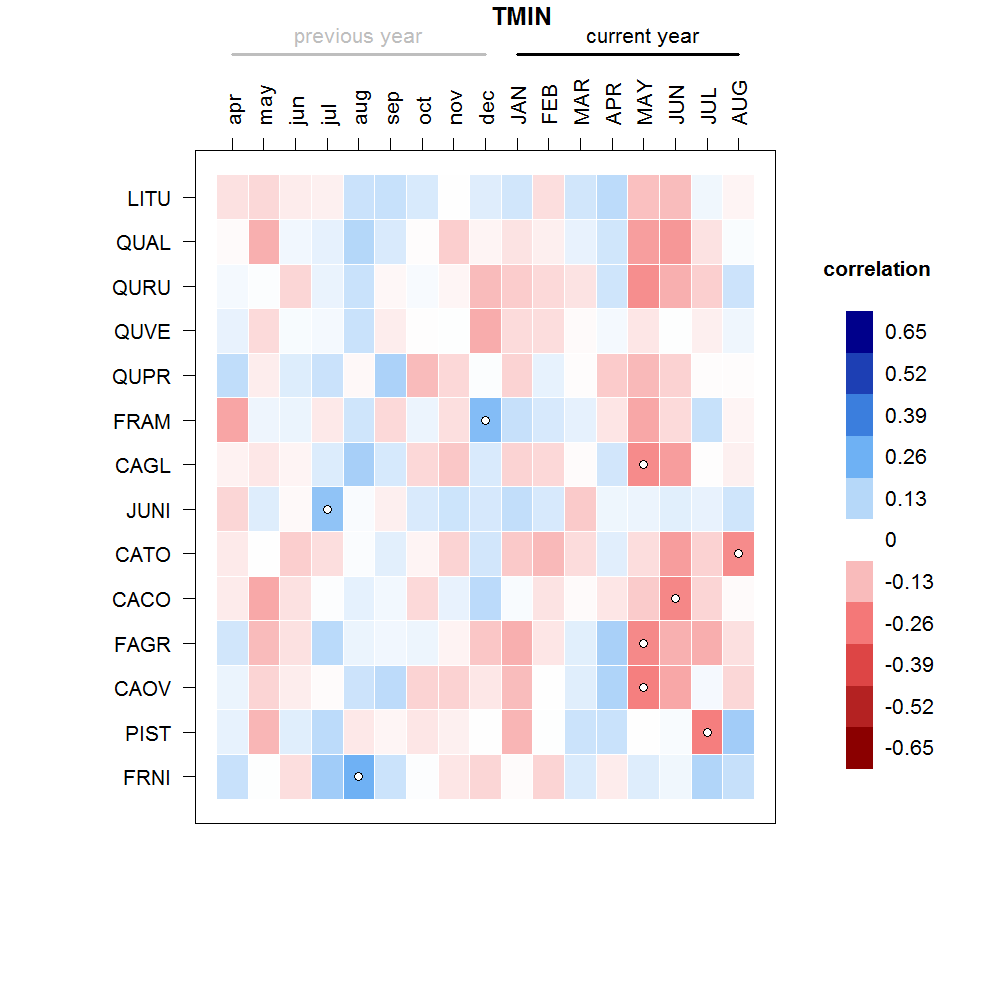 TMIN
previous year current year
apr may jun jul aug sep oct nov dec JAN FEB MAR APR MAY JUN JUL AUG
LITU
QUAL
QURU
QUVE
QUPR
FRAM
CAGL
JUNI
CATO
CACO
FAGR
CAOV
PIST
FRNI
correlation
0.65
0.52
0.39
0.26
0.13
0
-0.13
-0.26
-0.39
-0.52
-0.65